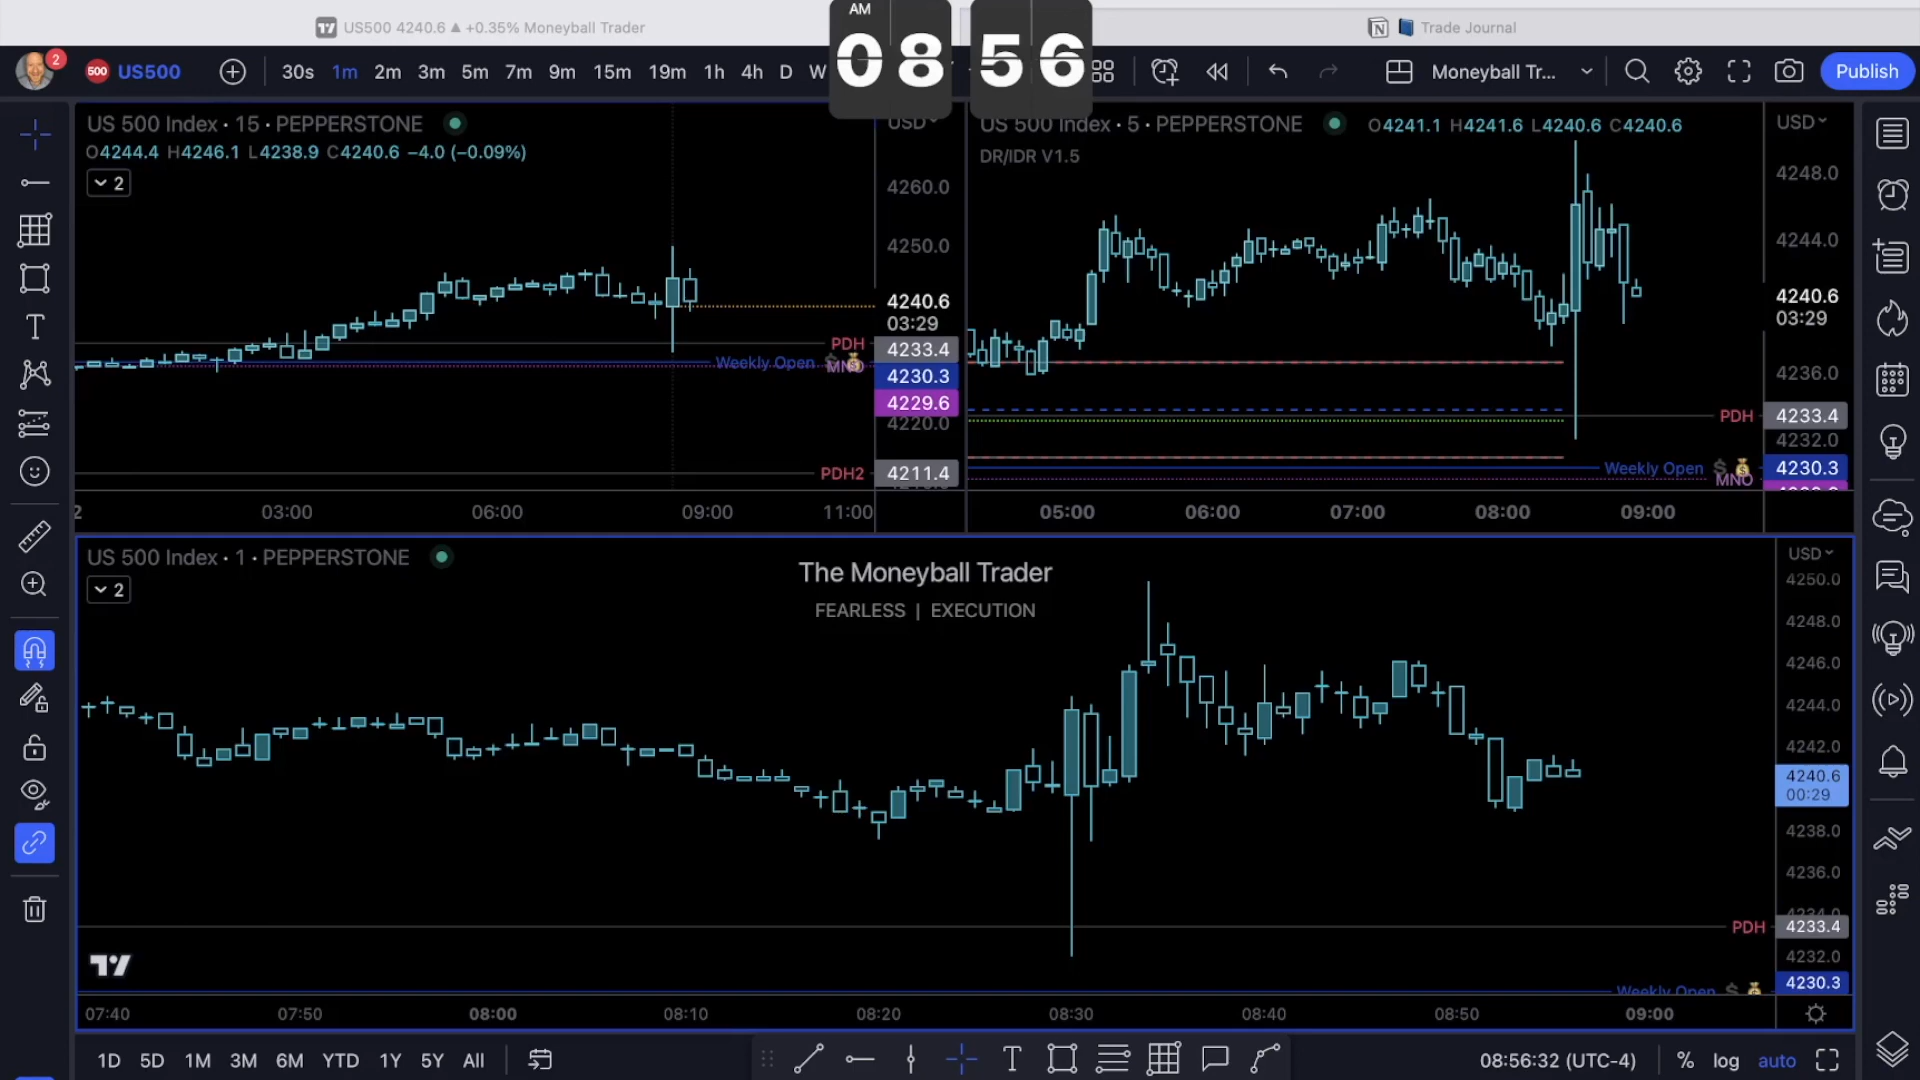 US500 4240.6 ▲ +0.35% Moneyball Trader
AM
08 56
Trade Journal
2
500 US500
30s 1m 2m 3m 5m 7m 9m 15m 19m 1h 4h D W
Moneyball Tr...
Publish
US 500 Index · 15 · PEPPERSTONE
O4244.4 H4246.1 L4238.9 C4240.6 −4.0 (−0.09%)
2
USD
4260.0
4250.0
4240.6
03:29
PDH 4233.4
Weekly Open $ 4230.3
MNO 4229.6
4220.0
PDH2 4211.4
2 03:00 06:00 09:00 11:00
US 500 Index · 5 · PEPPERSTONE
O4241.1 H4241.6 L4240.6 C4240.6
DR/IDR V1.5
USD
4248.0
4244.0
4240.6
03:29
4236.0
PDH 4233.4
4232.0
Weekly Open $ 4230.3
MNO
05:00 06:00 07:00 08:00 09:00
US 500 Index · 1 · PEPPERSTONE
2
The Moneyball Trader
FEARLESS | EXECUTION
USD
4250.0
4248.0
4246.0
4244.0
4242.0
4240.6
00:29
4238.0
4236.0
4234.0
PDH 4233.4
4232.0
Weekly Open $ 4230.3
07:40 07:50 08:00 08:10 08:20 08:30 08:40 08:50 09:00
1D 5D 1M 3M 6M YTD 1Y 5Y All
08:56:32 (UTC-4) % log auto